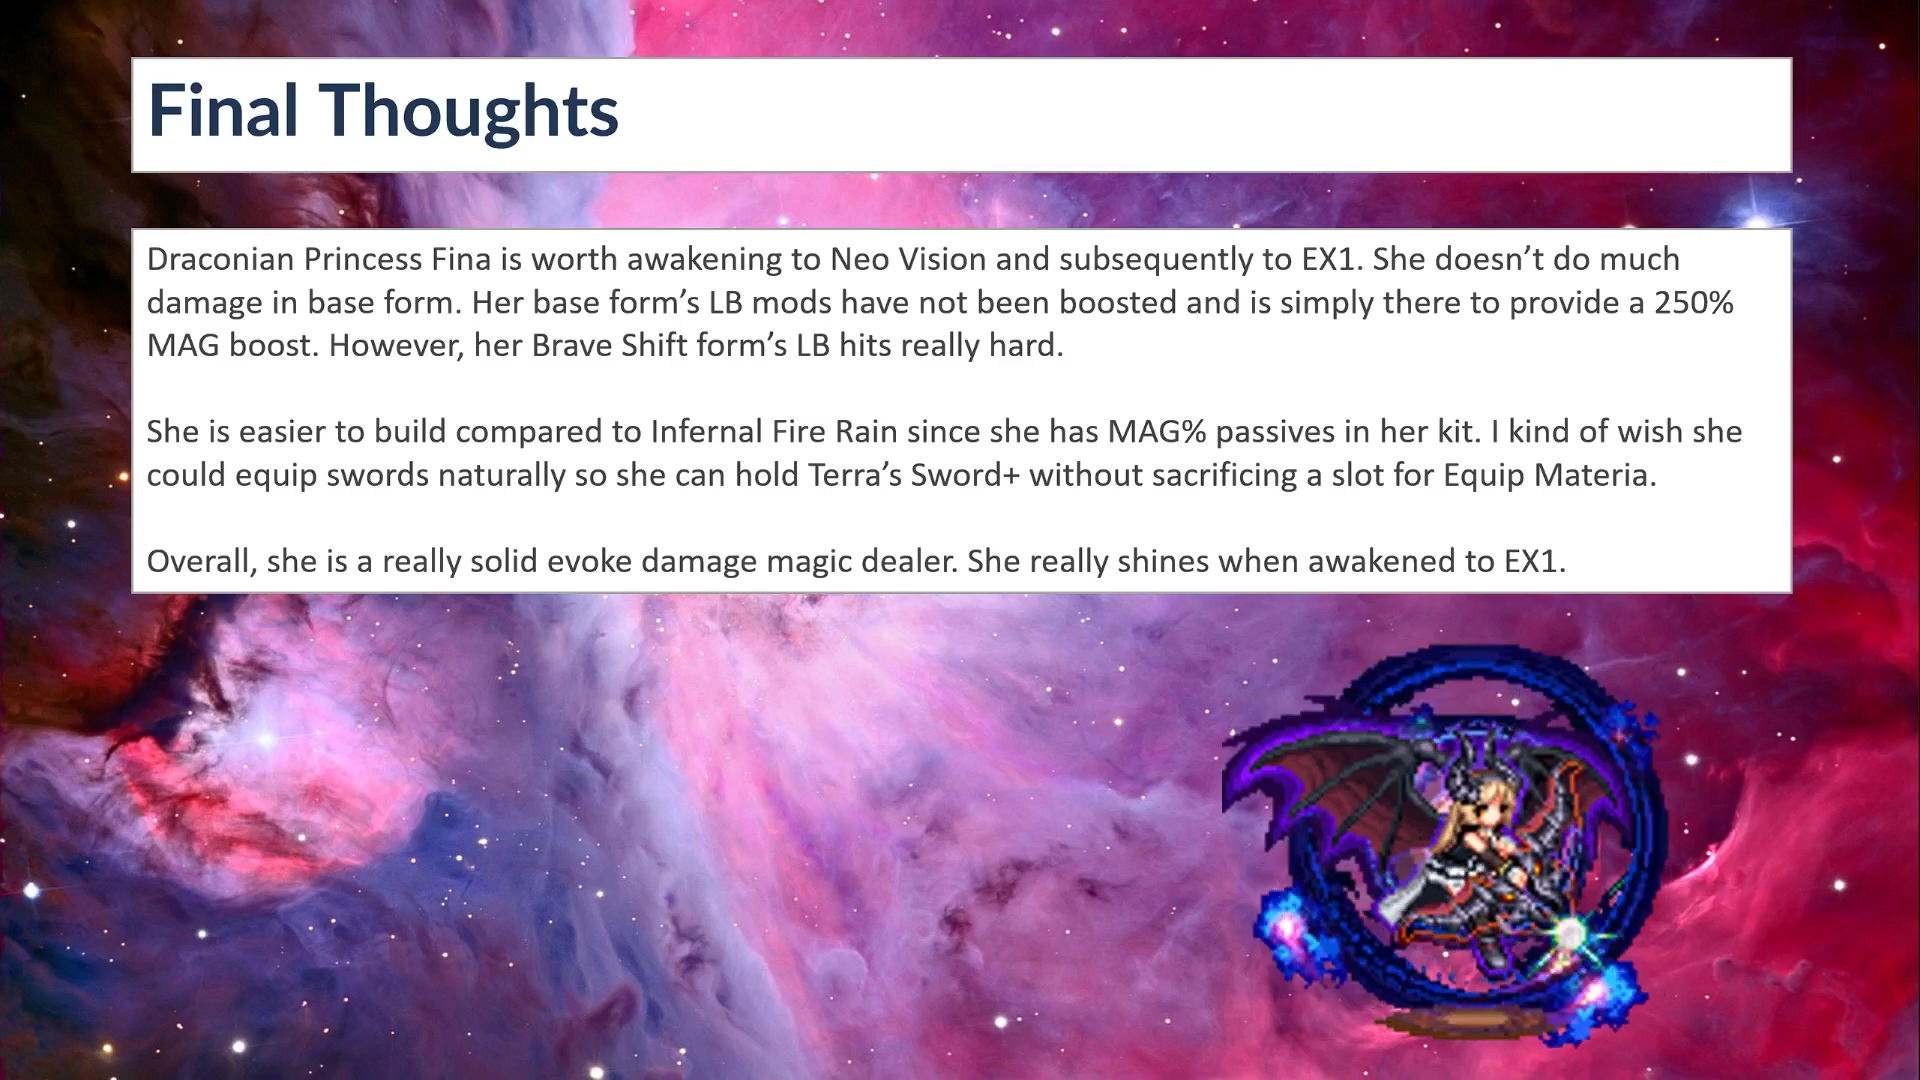 Final Thoughts
Draconian Princess Fina is worth awakening to Neo Vision and subsequently to EX1. She doesn’t do much
damage in base form. Her base form’s LB mods have not been boosted and is simply there to provide a 250%
MAG boost. However, her Brave Shift form’s LB hits really hard.
She is easier to build compared to Infernal Fire Rain since she has MAG% passives in her kit. I kind of wish she
could equip swords naturally so she can hold Terra’s Sword+ without sacrificing a slot for Equip Materia.
Overall, she is a really solid evoke damage magic dealer. She really shines when awakened to EX1.